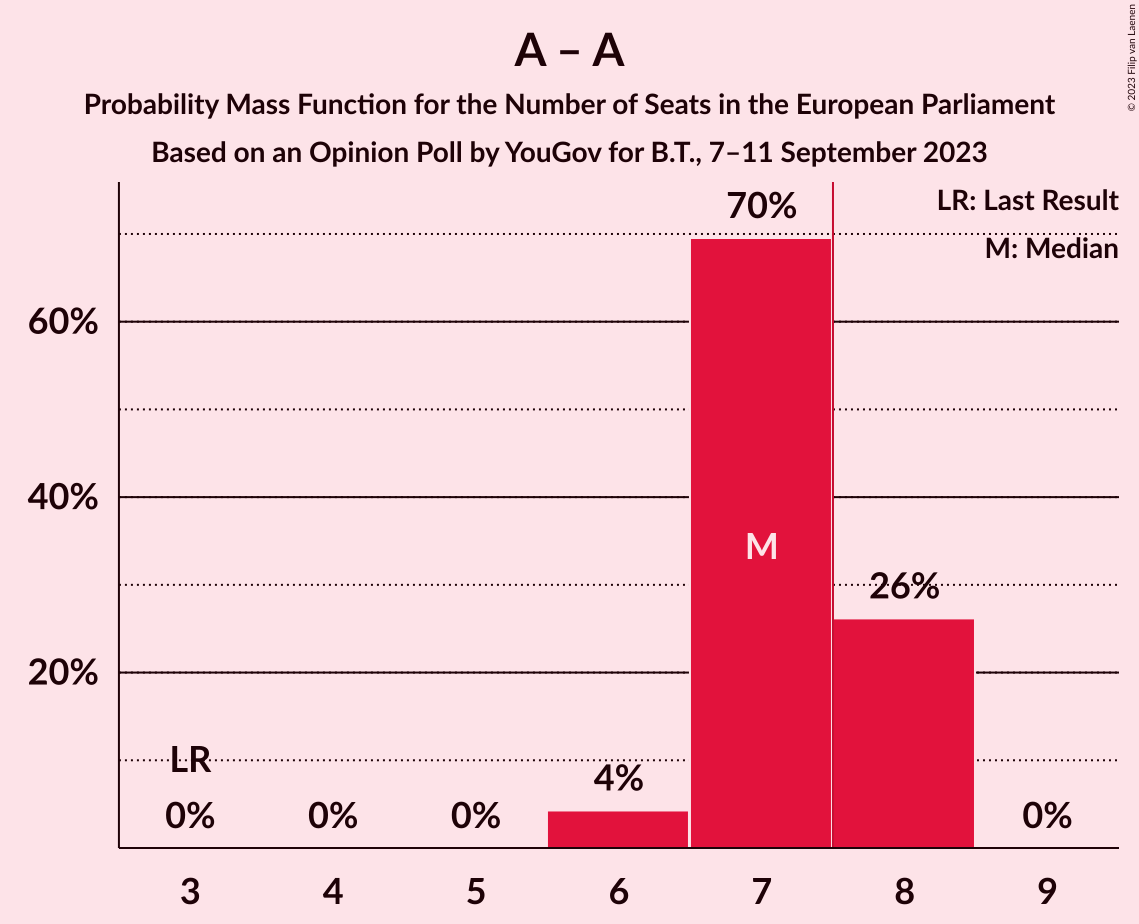 A – A
Probability Mass Function for the Number of Seats in the European Parliament
Based on an Opinion Poll by YouGov for B.T., 7–11 September 2023
© 2023 Filip van Laenen
LR: Last Result
M: Median
70%
60%
40%
M
26%
20%
LR
4%
0%
0%
0%
0%
3
4
5
6
7
8
9